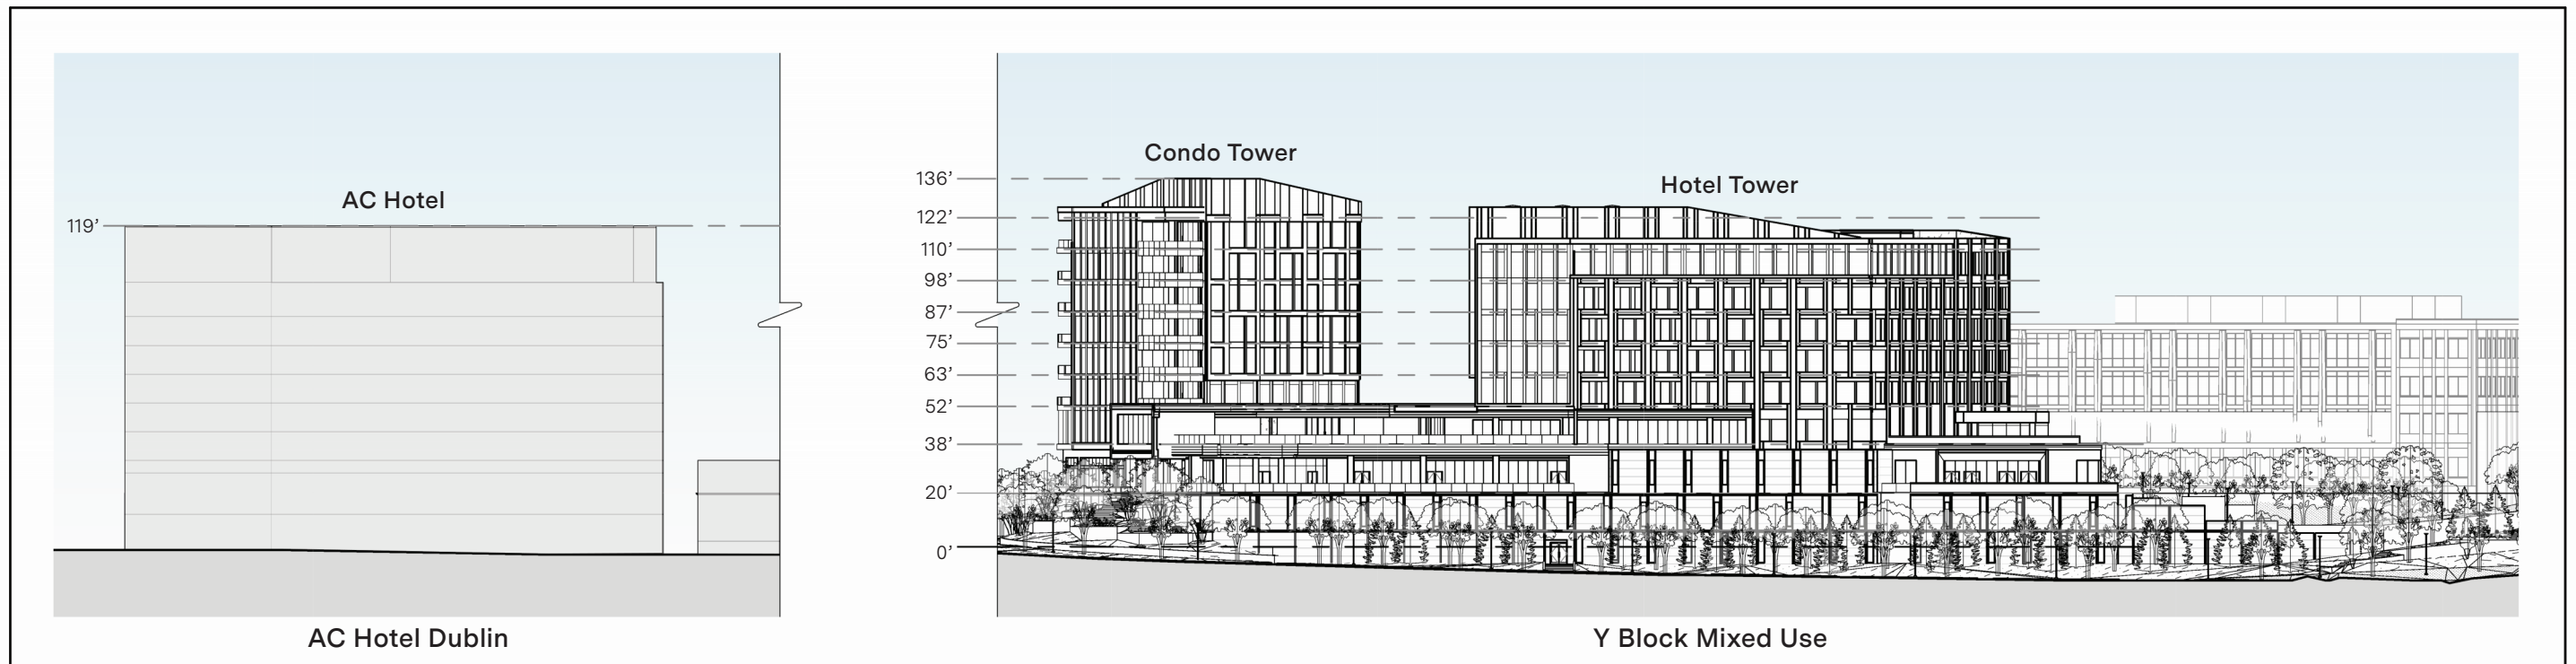 Condo Tower
136’
Hotel Tower
AC Hotel
122’
119’
110’
98’
87’
75’
63’
52’
38’
20’
0’
AC Hotel Dublin
Y Block Mixed Use